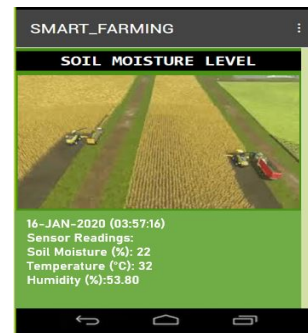 SMART_FARMING
SOIL MOISTURE LEVEL
16-JAN-2020 (03:57:16)
Sensor Readings:
Soil Moisture (%): 22
Temperature (°C): 32
Humidity (%):53.80